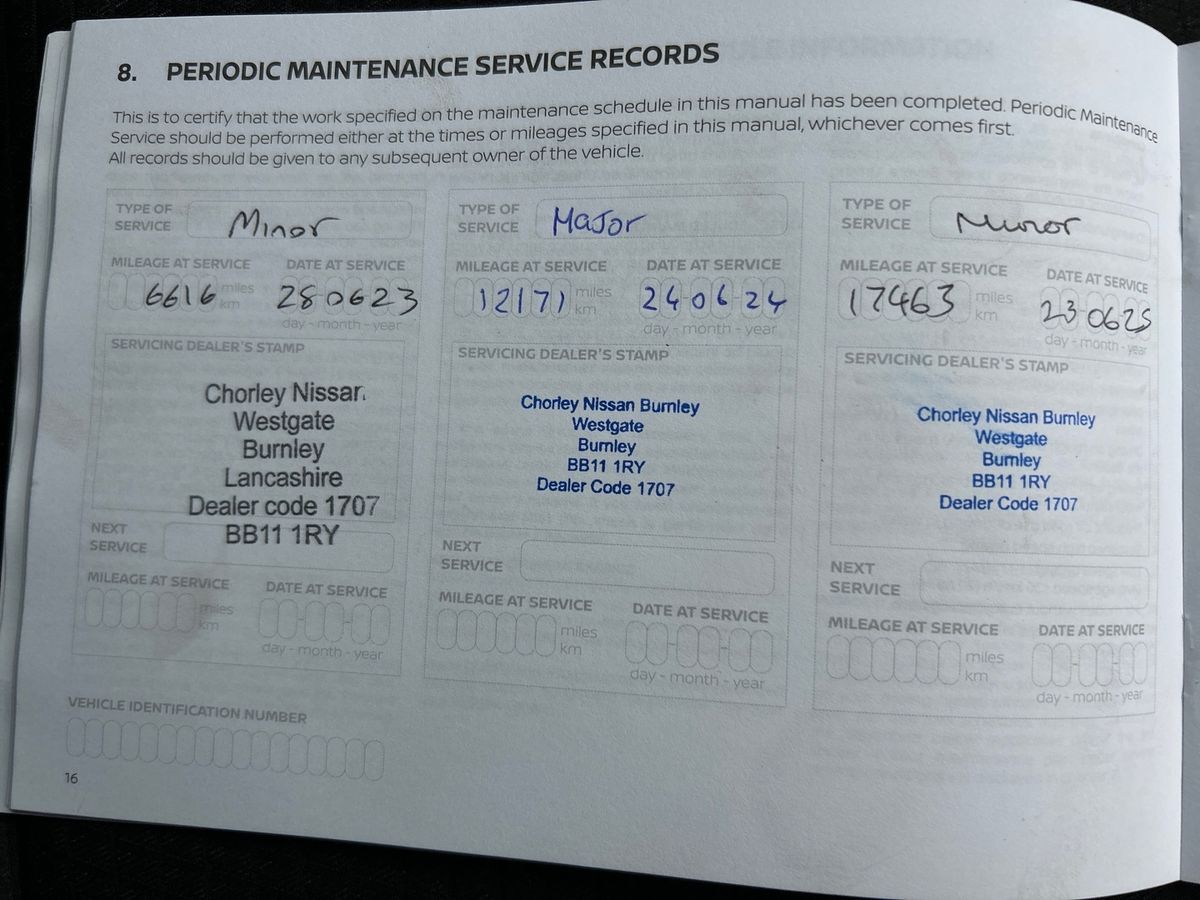 8. PERIODIC MAINTENANCE SERVICE RECORDS
This is to certify that the work specified on the maintenance schedule in this manual has been completed. Periodic Maintenance
Service should be performed either at the times or mileages specified in this manual, whichever comes first.
All records should be given to any subsequent owner of the vehicle.
TYPE OF
SERVICE Minor
MILEAGE AT SERVICE DATE AT SERVICE
6616 miles
km
280623
day - month - year
SERVICING DEALER'S STAMP
Chorley Nissan
Westgate
Burnley
Lancashire
Dealer code 1707
BB11 1RY
NEXT
SERVICE
MILEAGE AT SERVICE DATE AT SERVICE
miles
km
day - month - year
TYPE OF
SERVICE Major
MILEAGE AT SERVICE DATE AT SERVICE
12171 miles
km
240624
day - month - year
SERVICING DEALER'S STAMP
Chorley Nissan Burnley
Westgate
Burnley
BB11 1RY
Dealer Code 1707
NEXT
SERVICE
MILEAGE AT SERVICE DATE AT SERVICE
miles
km
day - month - year
TYPE OF
SERVICE Minor
MILEAGE AT SERVICE DATE AT SERVICE
17463 miles
km
230625
day - month - year
SERVICING DEALER'S STAMP
Chorley Nissan Burnley
Westgate
Burnley
BB11 1RY
Dealer Code 1707
NEXT
SERVICE
MILEAGE AT SERVICE DATE AT SERVICE
miles
km
day - month - year
VEHICLE IDENTIFICATION NUMBER
16